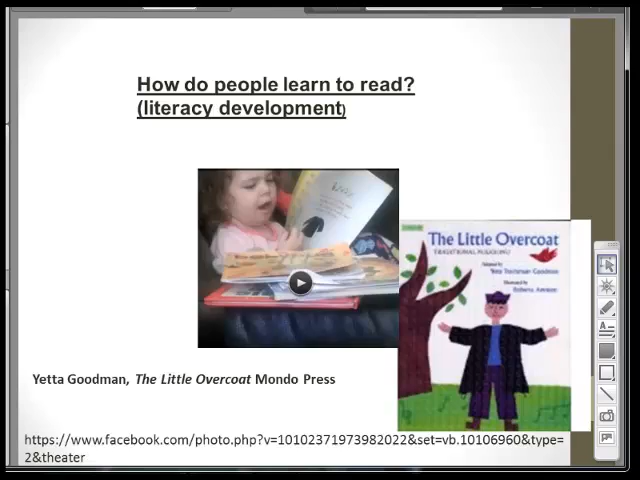 How do people learn to read?
(literacy development)
The Little Overcoat
Yetta Goodman, The Little Overcoat Mondo Press
https://www.facebook.com/photo.php?v=10102371973982022&set=vb.10106960&type=
2&theater